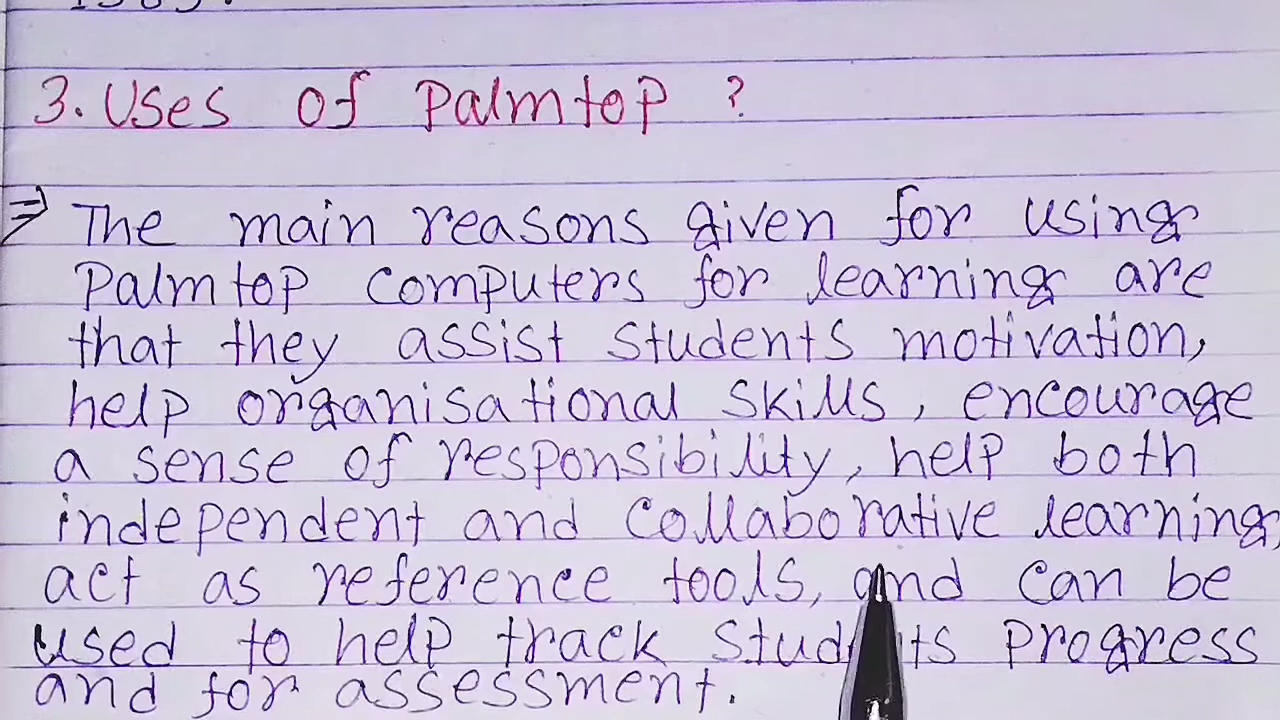 3. Uses of Palmtop ?
⇒ The main reasons given for using
Palmtop computers for learning are
that they assist students motivation,
help organisational skills, encourage
a sense of responsibility, help both
independent and collaborative learning,
act as reference tools, and can be
used to help track students progress
and for assessment.